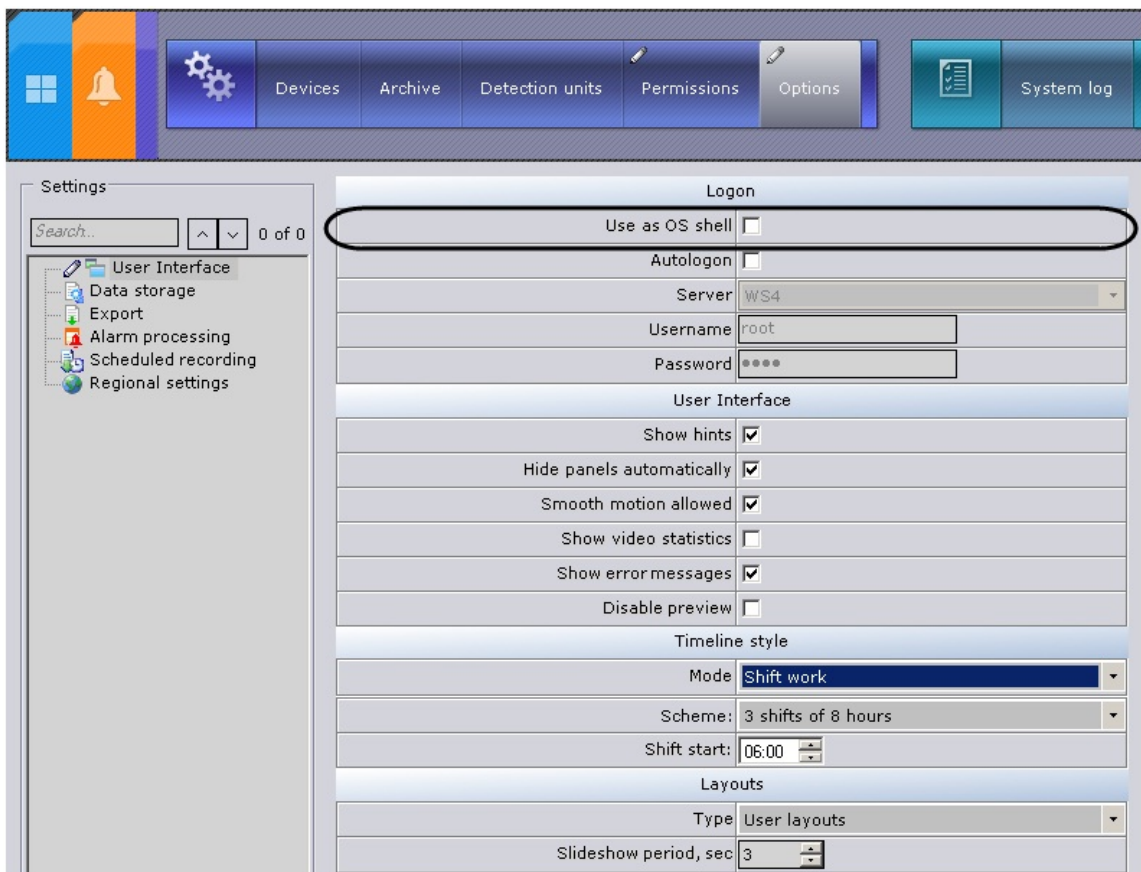 Devices
Archive
Detection units
Permissions
Options
System log
Settings
Search...
0 of 0
User Interface
Data storage
Export
Alarm processing
Scheduled recording
Regional settings
Logon
Use as OS shell
Autologon
Server WS4
Username root
Password ••••
User Interface
Show hints
Hide panels automatically
Smooth motion allowed
Show video statistics
Show error messages
Disable preview
Timeline style
Mode Shift work
Scheme: 3 shifts of 8 hours
Shift start: 06:00
Layouts
Type User layouts
Slideshow period, sec 3